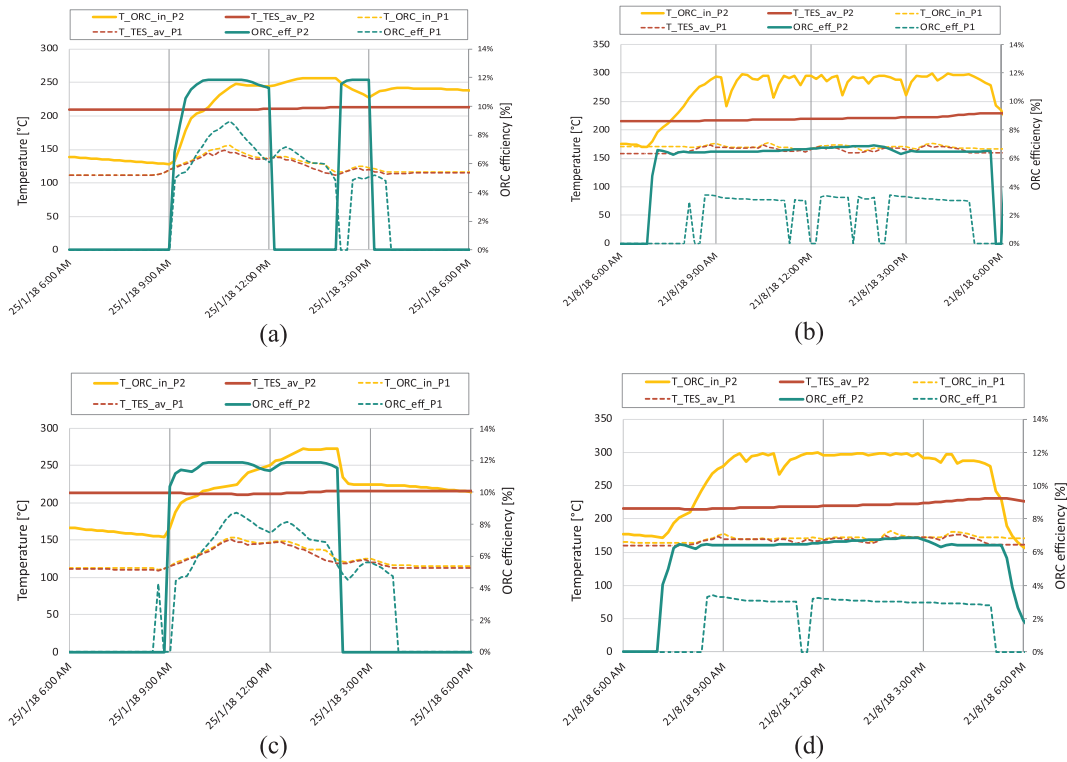 T_ORC_in_P2 T_TES_av_P2 T_ORC_in_P1
T_TES_av_P1 ORC_eff_P2 ORC_eff_P1
Temperature [°C]
300
250
200
150
100
50
0
14%
12%
10%
8%
6%
4%
2%
0%
ORC efficiency [%]
25/1/18 6:00 AM
25/1/18 9:00 AM
25/1/18 12:00 PM
25/1/18 3:00 PM
25/1/18 6:00 PM
(a)
T_ORC_in_P2 T_TES_av_P2 T_ORC_in_P1
T_TES_av_P1 ORC_eff_P2 ORC_eff_P1
Temperature [°C]
350
300
250
200
150
100
50
0
14%
12%
10%
8%
6%
4%
2%
0%
ORC efficiency [%]
21/8/18 6:00 AM
21/8/18 9:00 AM
21/8/18 12:00 PM
21/8/18 3:00 PM
21/8/18 6:00 PM
(b)
T_ORC_in_P2 T_TES_av_P2 T_ORC_in_P1
T_TES_av_P1 ORC_eff_P2 ORC_eff_P1
Temperature [°C]
300
250
200
150
100
50
0
14%
12%
10%
8%
6%
4%
2%
0%
ORC efficiency [%]
25/1/18 6:00 AM
25/1/18 9:00 AM
25/1/18 12:00 PM
25/1/18 3:00 PM
25/1/18 6:00 PM
(c)
T_ORC_in_P2 T_TES_av_P2 T_ORC_in_P1
T_TES_av_P1 ORC_eff_P2 ORC_eff_P1
Temperature [°C]
350
300
250
200
150
100
50
0
14%
12%
10%
8%
6%
4%
2%
0%
ORC efficiency [%]
21/8/18 6:00 AM
21/8/18 9:00 AM
21/8/18 12:00 PM
21/8/18 3:00 PM
21/8/18 6:00 PM
(d)